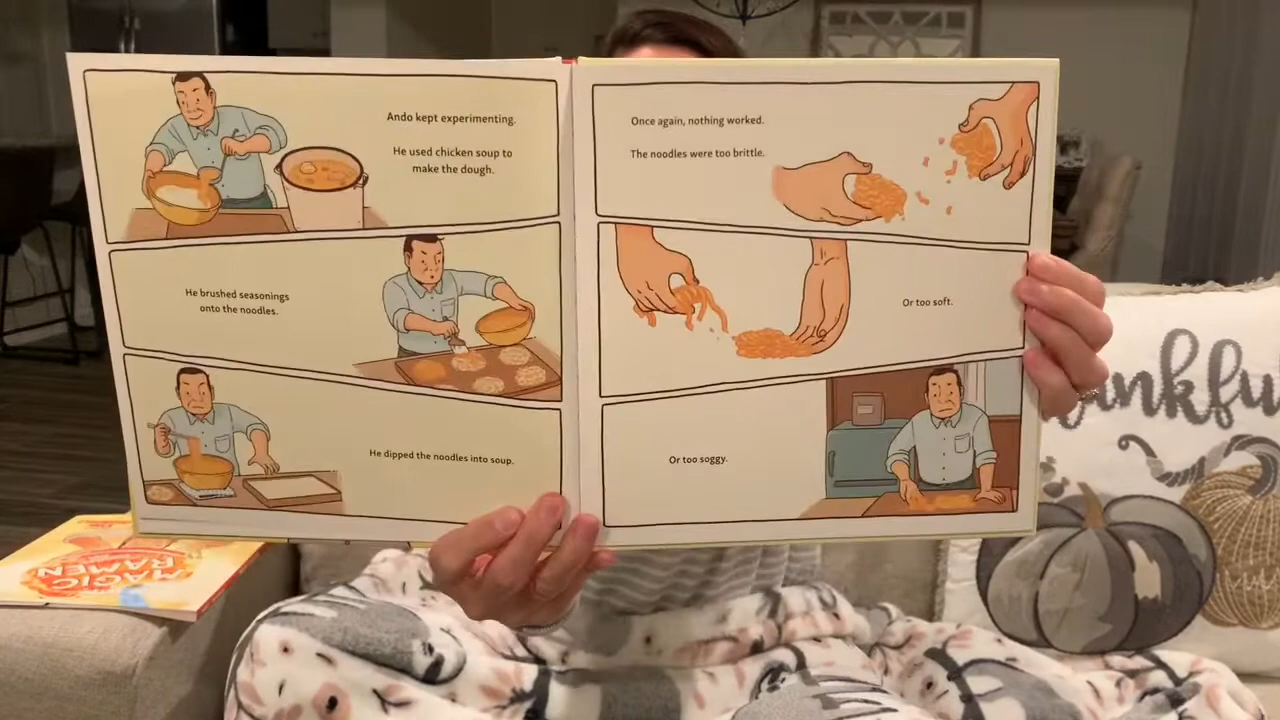 Ando kept experimenting.
He used chicken soup to
make the dough.
He brushed seasonings
onto the noodles.
He dipped the noodles into soup.
Once again, nothing worked.
The noodles were too brittle.
Or too soft.
Or too soggy.
MAGIC
RAMEN